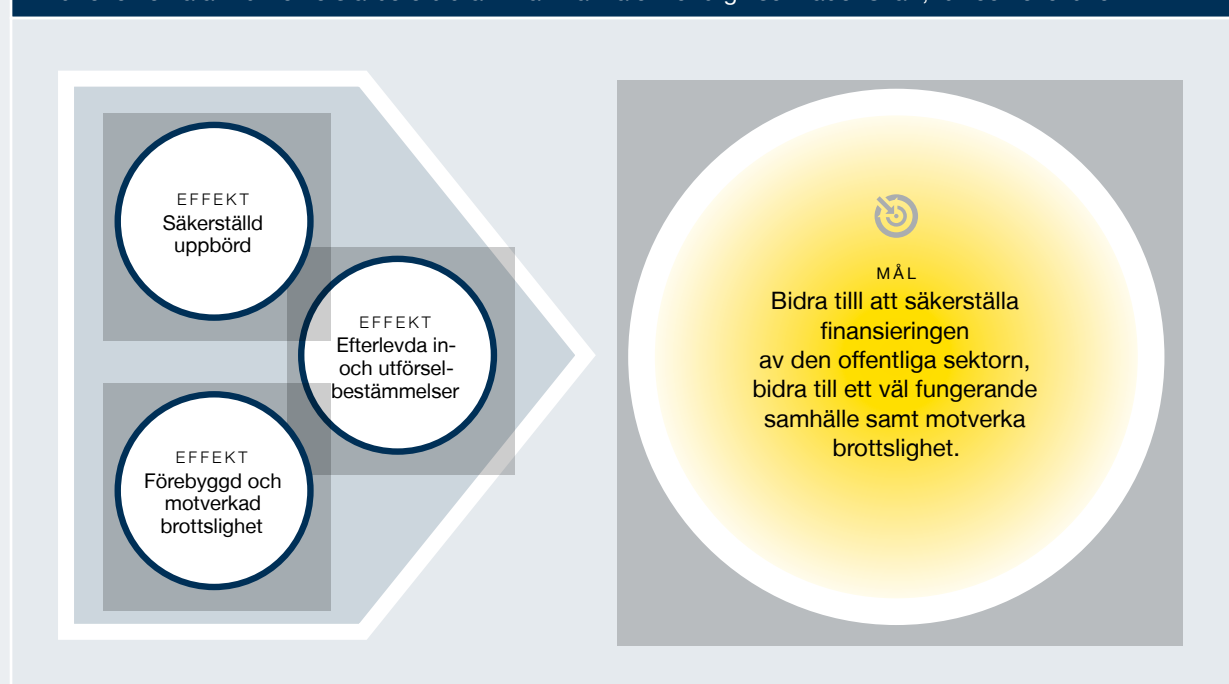 EFFEKT
Säkerställd
uppbörd
EFFEKT
Efterlevda in-
och utförsel-
bestämmelser
EFFEKT
Förebyggd och
motverkad
brottslighet
MÅL
Bidra tilll att säkerställa
finansieringen
av den offentliga sektorn,
bidra till ett väl fungerande
samhälle samt motverka
brottslighet.